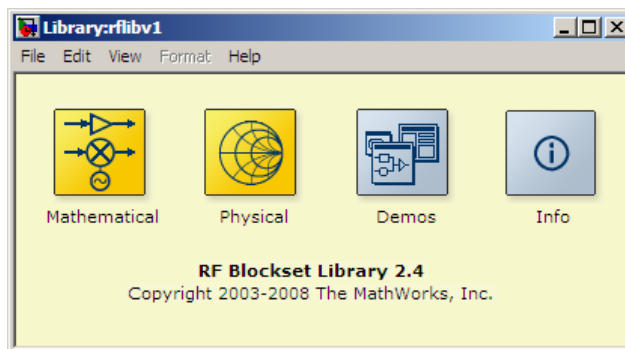 Library:rflibv1
File Edit View Format Help
Mathematical Physical Demos Info
RF Blockset Library 2.4
Copyright 2003-2008 The MathWorks, Inc.